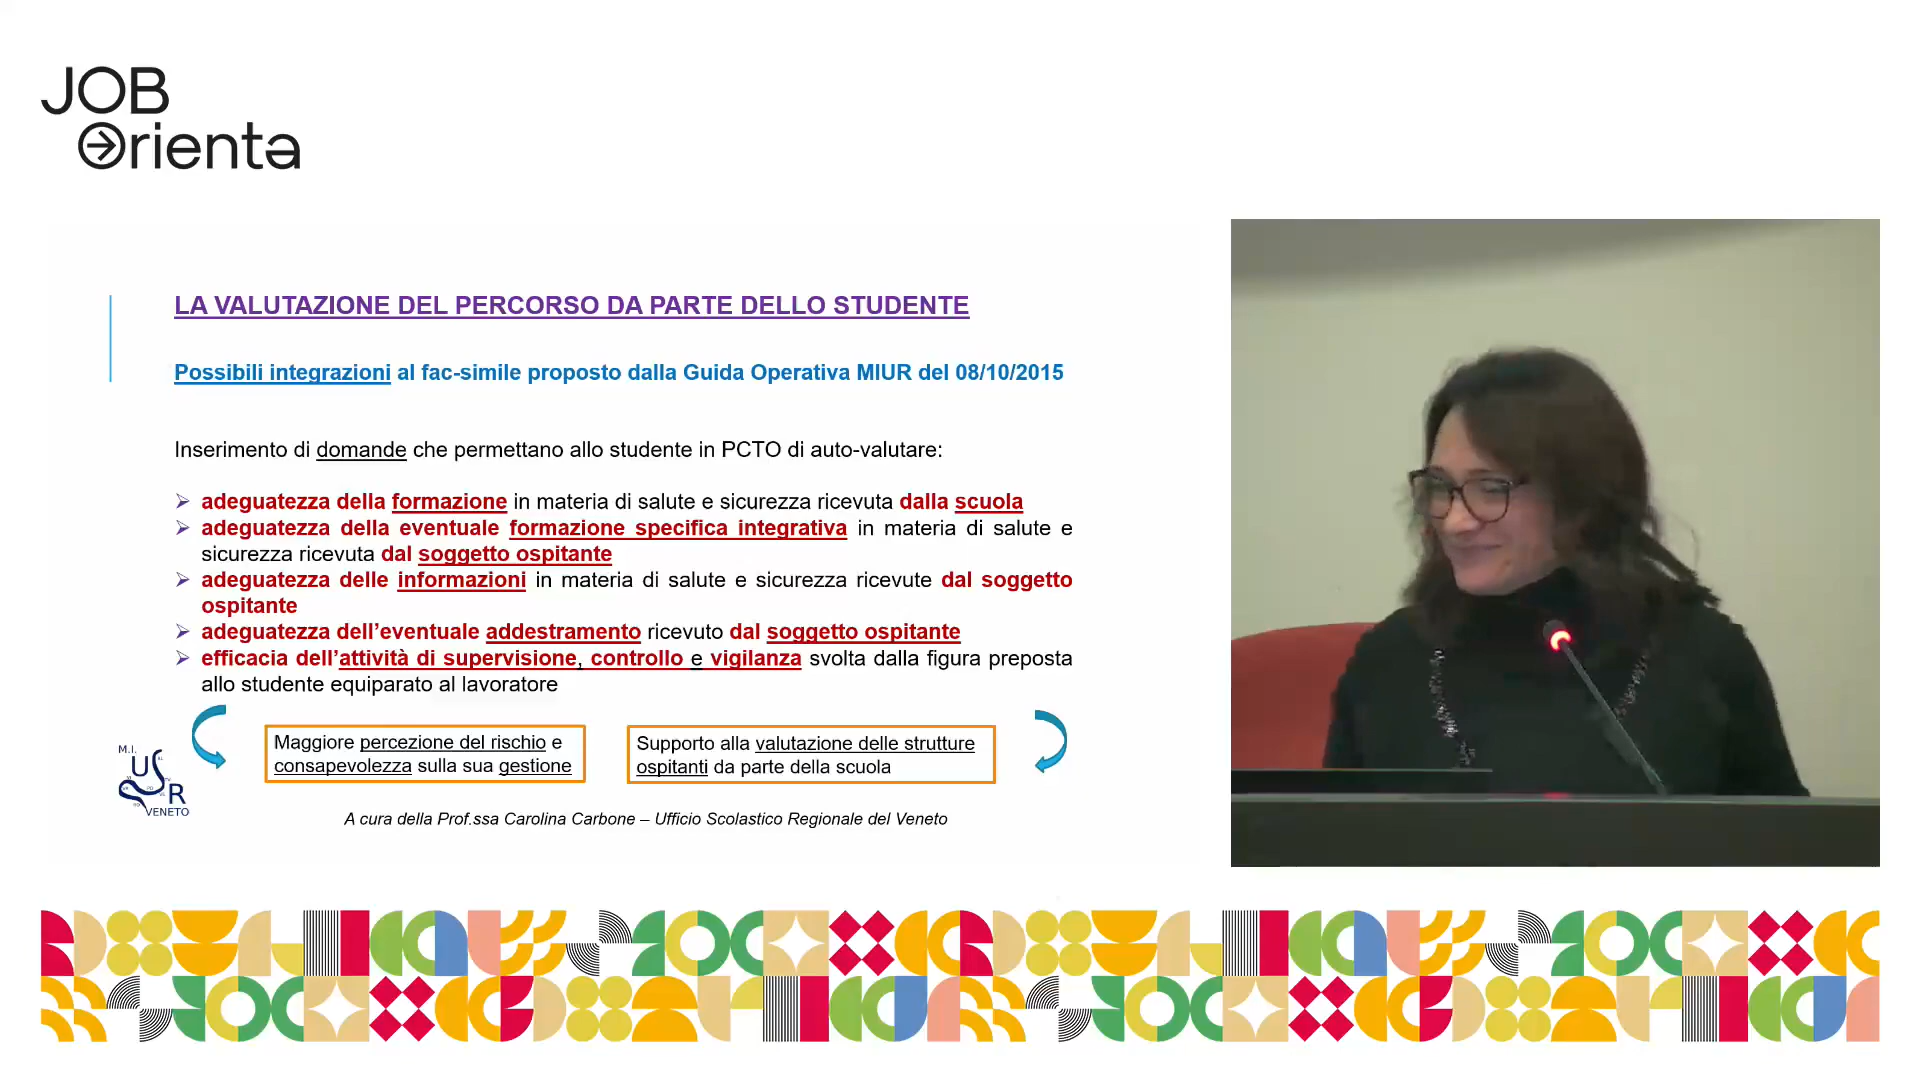 JOB
Orienta
LA VALUTAZIONE DEL PERCORSO DA PARTE DELLO STUDENTE
Possibili integrazioni al fac-simile proposto dalla Guida Operativa MIUR del 08/10/2015
Inserimento di domande che permettano allo studente in PCTO di auto-valutare:
adeguatezza della formazione in materia di salute e sicurezza ricevuta dalla scuola
adeguatezza della eventuale formazione specifica integrativa in materia di salute e
sicurezza ricevuta dal soggetto ospitante
adeguatezza delle informazioni in materia di salute e sicurezza ricevute dal soggetto
ospitante
adeguatezza dell’eventuale addestramento ricevuto dal soggetto ospitante
efficacia dell’attività di supervisione, controllo e vigilanza svolta dalla figura preposta
allo studente equiparato al lavoratore
Maggiore percezione del rischio e
consapevolezza sulla sua gestione
Supporto alla valutazione delle strutture
ospitanti da parte della scuola
M.I.
USR
VENETO
A cura della Prof.ssa Carolina Carbone – Ufficio Scolastico Regionale del Veneto